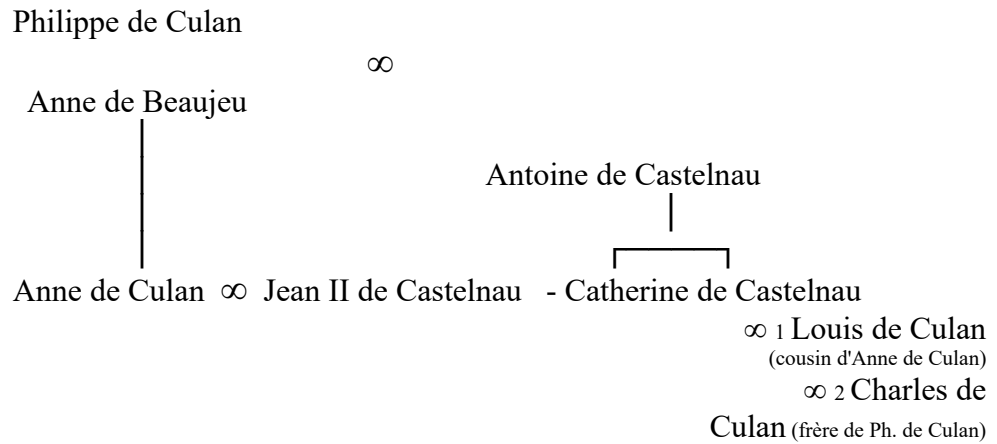 Philippe de Culan
∞
Anne de Beaujeu
Antoine de Castelnau
Anne de Culan ∞ Jean II de Castelnau - Catherine de Castelnau
∞ 1 Louis de Culan
(cousin d'Anne de Culan)
∞ 2 Charles de
Culan (frère de Ph. de Culan)